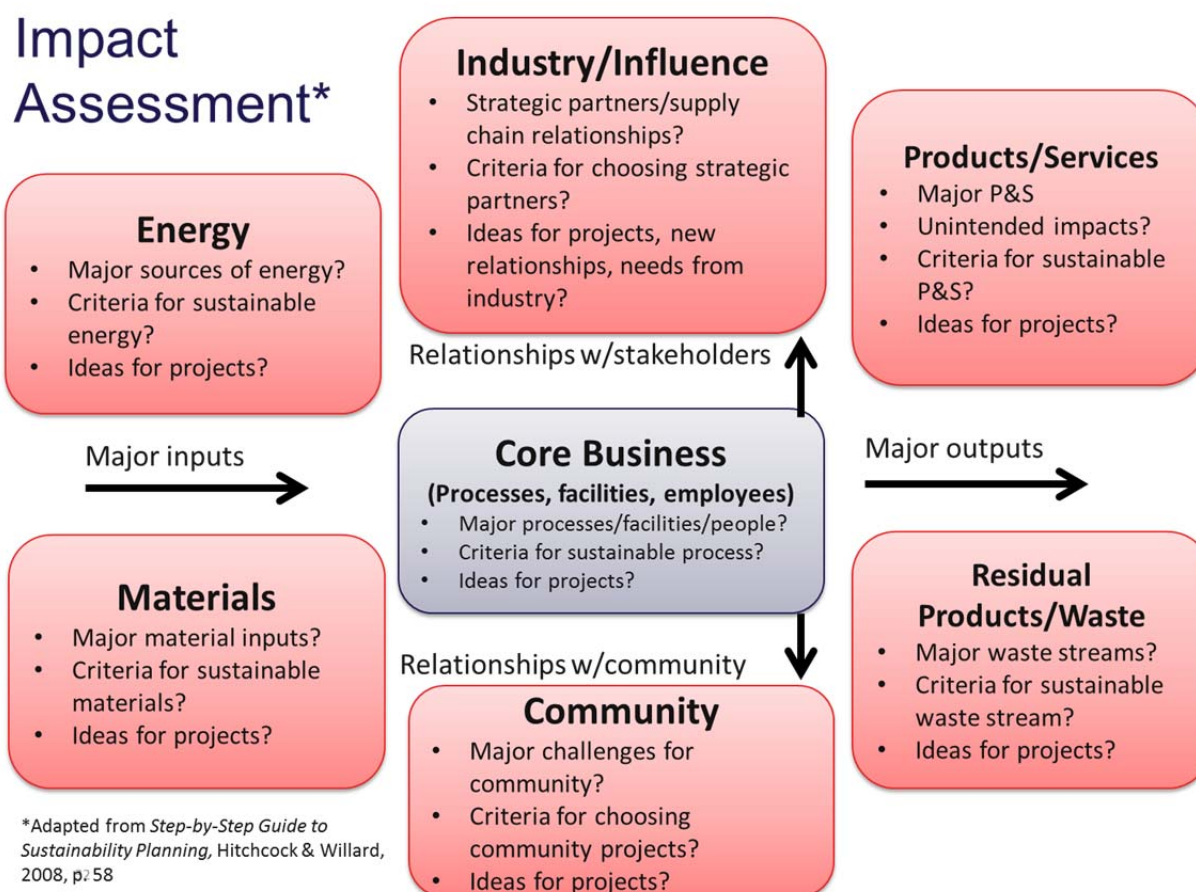 Impact
Assessment*
Industry/Influence
• Strategic partners/supply
chain relationships?
• Criteria for choosing strategic
partners?
• Ideas for projects, new
relationships, needs from
industry?
Products/Services
• Major P&S
• Unintended impacts?
• Criteria for sustainable
P&S?
• Ideas for projects?
Energy
• Major sources of energy?
• Criteria for sustainable
energy?
• Ideas for projects?
Relationships w/stakeholders
Major inputs
Core Business
(Processes, facilities, employees)
• Major processes/facilities/people?
• Criteria for sustainable process?
• Ideas for projects?
Major outputs
Materials
• Major material inputs?
• Criteria for sustainable
materials?
• Ideas for projects?
Relationships w/community
Community
• Major challenges for
community?
• Criteria for choosing
community projects?
• Ideas for projects?
Residual
Products/Waste
• Major waste streams?
• Criteria for sustainable
waste stream?
• Ideas for projects?
*Adapted from Step-by-Step Guide to
Sustainability Planning, Hitchcock & Willard,
2008, p. 58